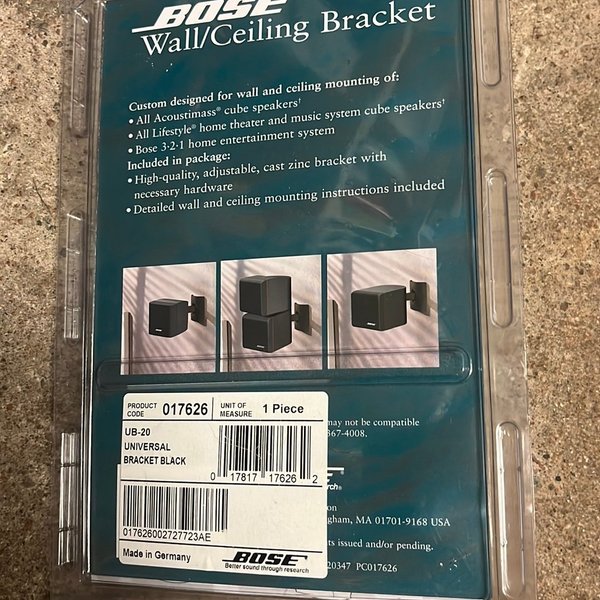 BOSE
Wall/Ceiling Bracket
Custom designed for wall and ceiling mounting of:
• All Acoustimass® cube speakers†
• All Lifestyle® home theater and music system cube speakers†
• Bose 3·2·1 home entertainment system
Included in package:
• High-quality, adjustable, cast zinc bracket with
necessary hardware
• Detailed wall and ceiling mounting instructions included
PRODUCT CODE 017626
UNIT OF MEASURE 1 Piece
UB-20
UNIVERSAL
BRACKET BLACK
0 17817 17626 2
017626002727723AE
Made in Germany
BOSE
Better sound through research
may not be compatible
367-4008.
on
gham, MA 01701-9168 USA
ts issued and/or pending.
20347 PC017626